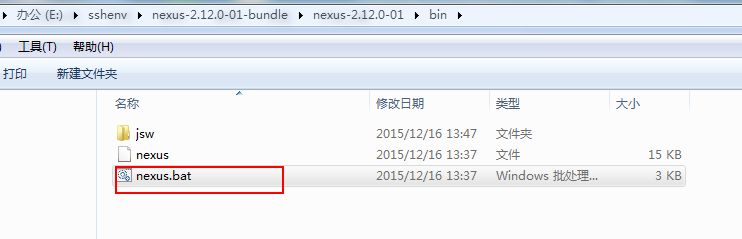 办公 (E:) sshenv nexus-2.12.0-01-bundle nexus-2.12.0-01 bin
工具(T) 帮助(H)
打印 新建文件夹
名称 修改日期 类型 大小
jsw 2015/12/16 13:47 文件夹
nexus 2015/12/16 13:37 文件 15 KB
nexus.bat 2015/12/16 13:37 Windows 批处理... 3 KB